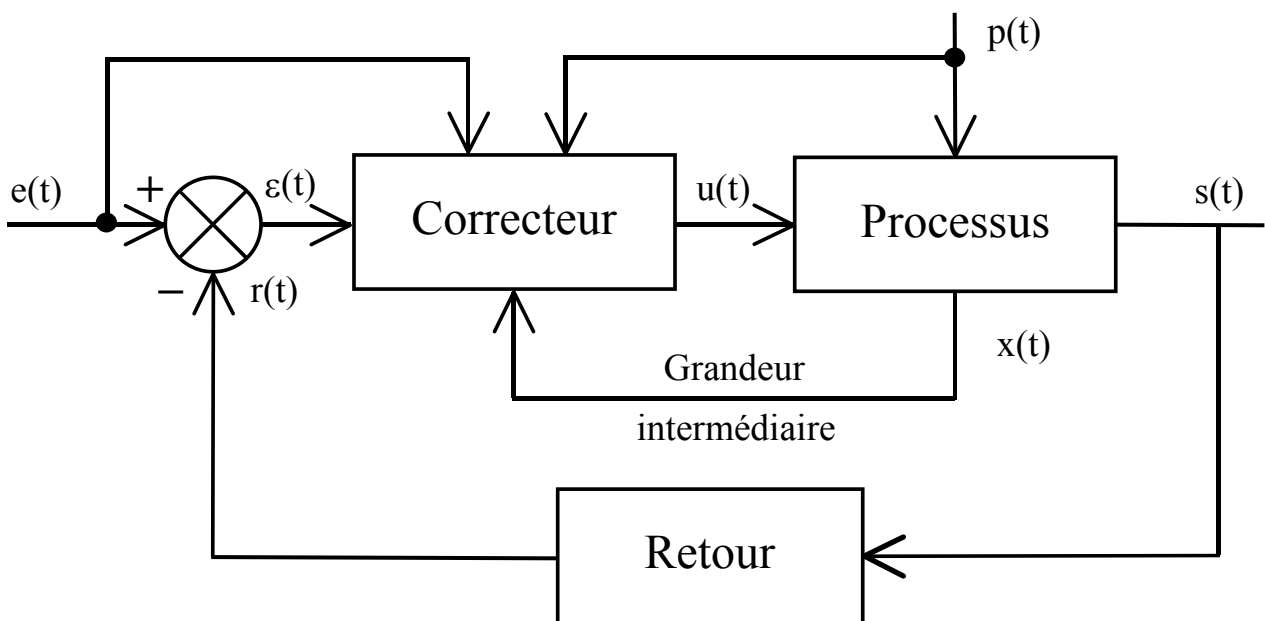 p(t)
e(t)
+
ε(t)
Correcteur
u(t)
Processus
s(t)
−
r(t)
x(t)
Grandeur
intermédiaire
Retour